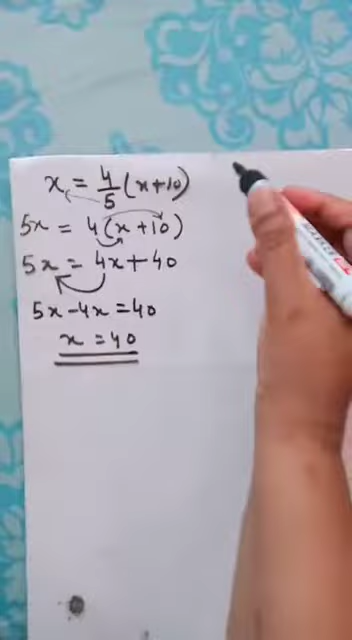 x = 4/5 (x+10)
5x = 4(x+10)
5x = 4x+40
5x-4x=40
x = 40